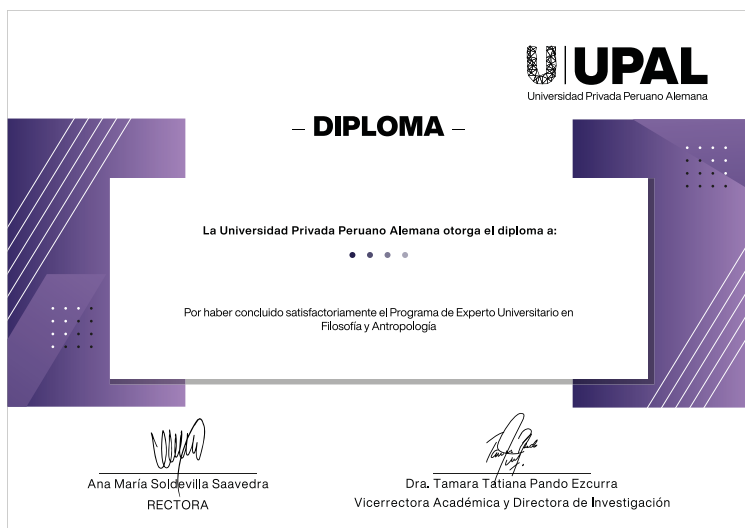 UPAL
Universidad Privada Peruano Alemana
– DIPLOMA –
La Universidad Privada Peruano Alemana otorga el diploma a:
Por haber concluido satisfactoriamente el Programa de Experto Universitario en
Filosofía y Antropología
Ana María Soldevilla Saavedra
RECTORA
Dra. Tamara Tatiana Pando Ezcurra
Vicerrectora Académica y Directora de Investigación